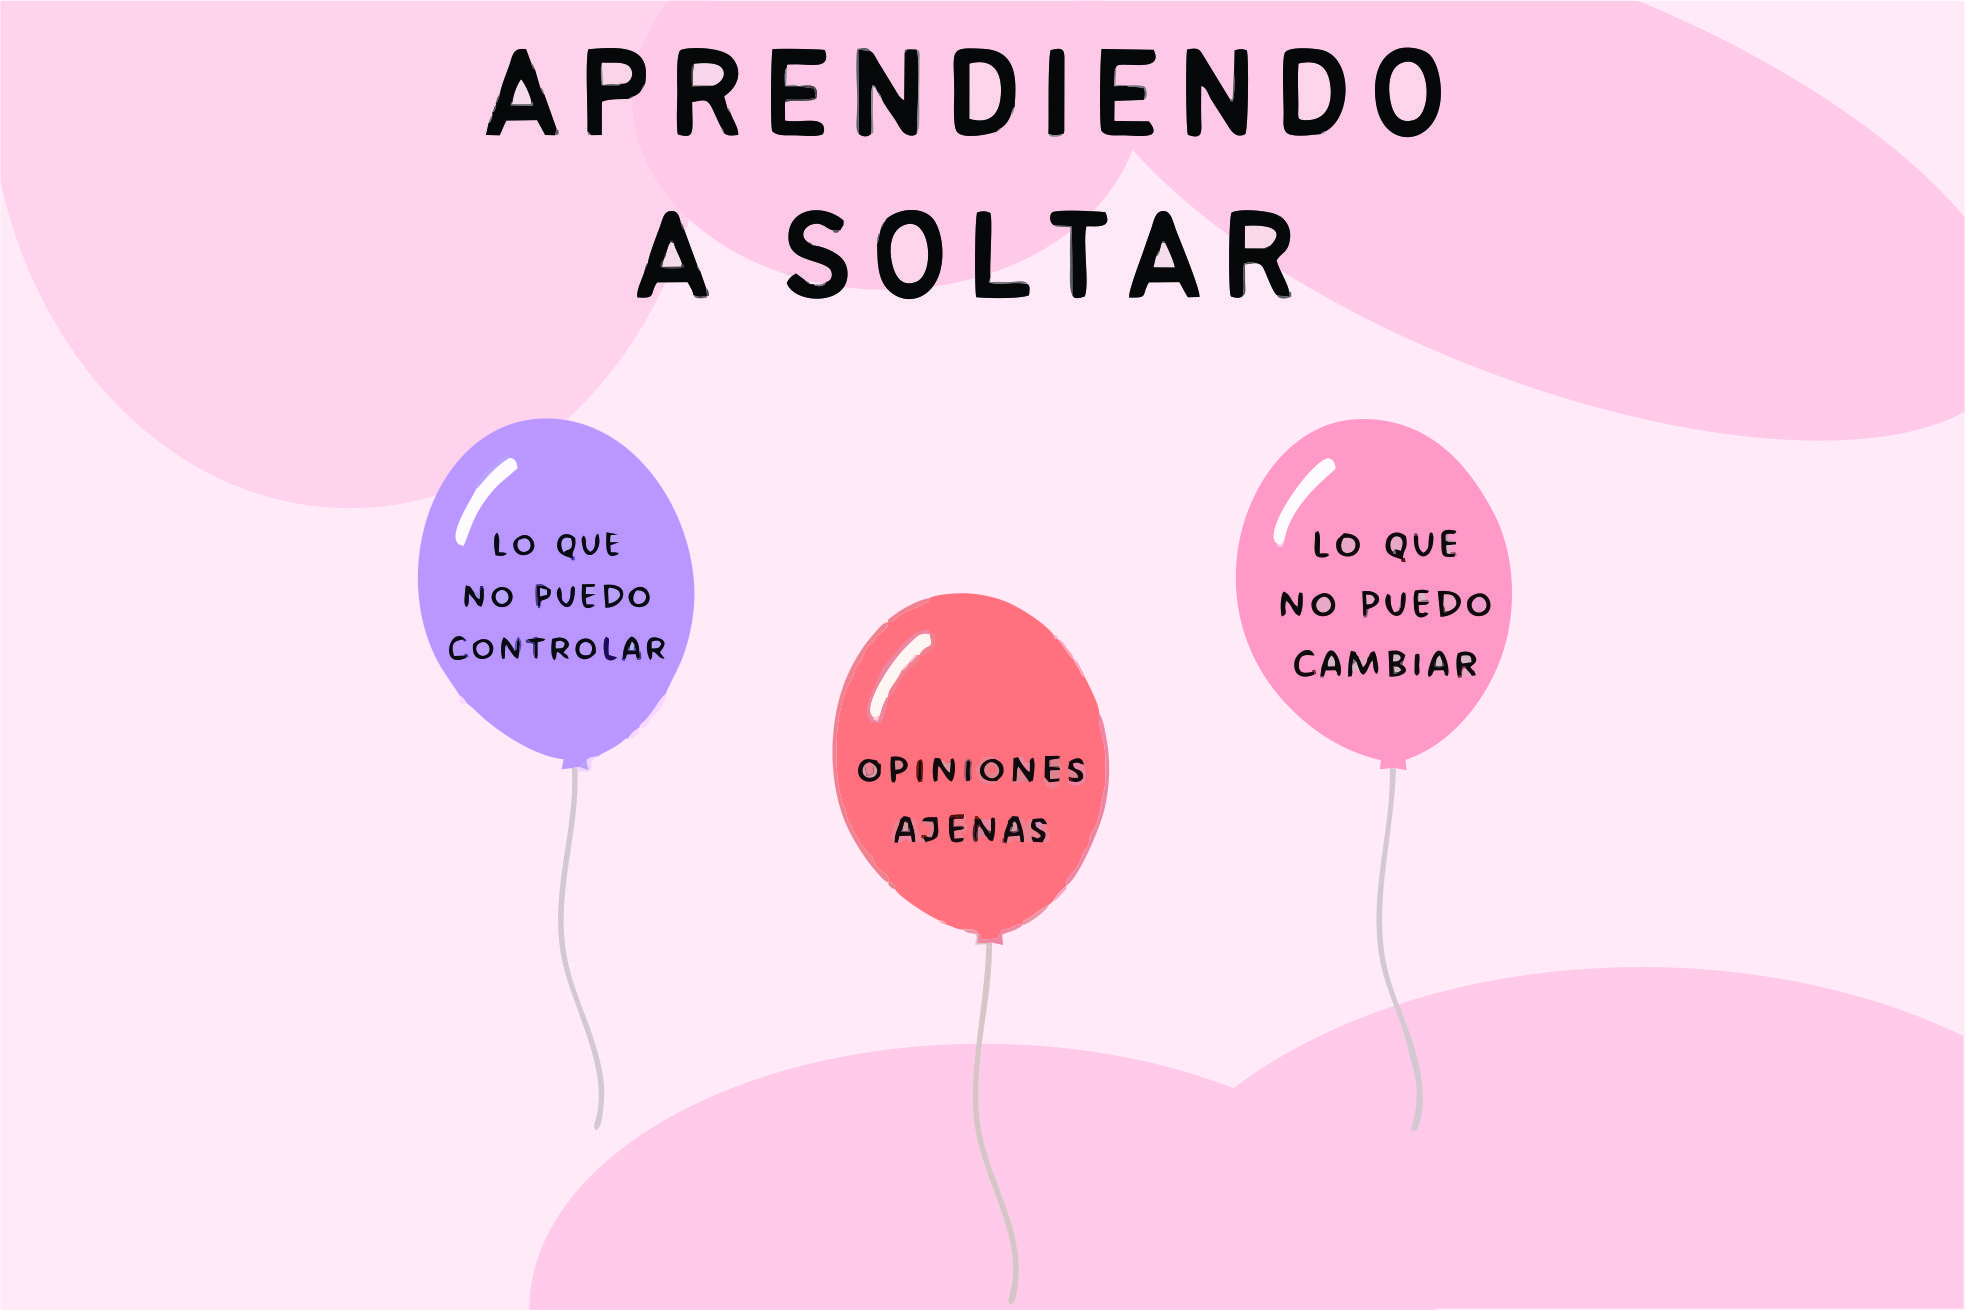 APRENDIENDO
A SOLTAR
LO QUE
NO PUEDO
CONTROLAR
OPINIONES
AJENAS
LO QUE
NO PUEDO
CAMBIAR